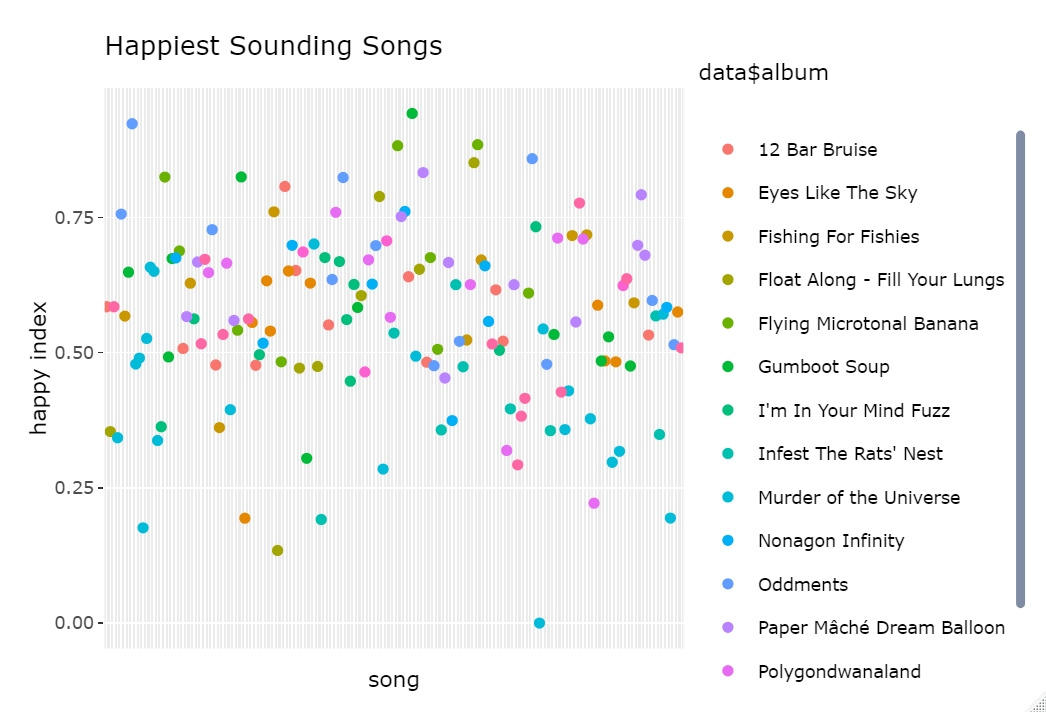 Happiest Sounding Songs
data$album
12 Bar Bruise
Eyes Like The Sky
Fishing For Fishies
Float Along - Fill Your Lungs
Flying Microtonal Banana
Gumboot Soup
I'm In Your Mind Fuzz
Infest The Rats' Nest
Murder of the Universe
Nonagon Infinity
Oddments
Paper Mâché Dream Balloon
Polygondwanaland
happy index
0.75
0.50
0.25
0.00
song